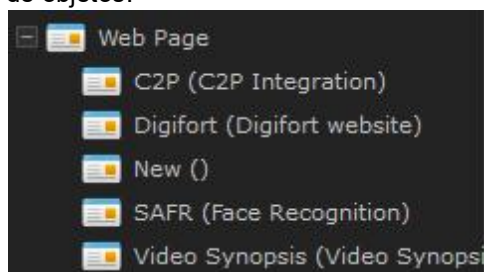 Web Page
C2P (C2P Integration)
Digifort (Digifort website)
New ()
SAFR (Face Recognition)
Video Synopsis (Video Synopsi